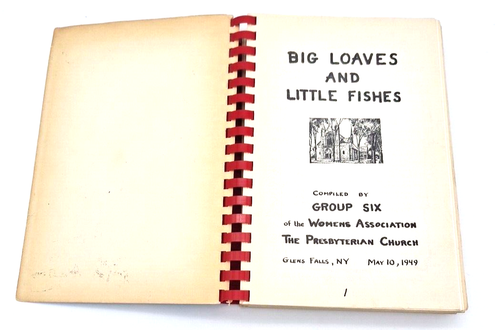 BIG LOAVES
AND
LITTLE FISHES
COMPILED BY
GROUP SIX
of the WOMENS ASSOCIATION
THE PRESBYTERIAN CHURCH
GLENS FALLS, NY MAY 10, 1949
1